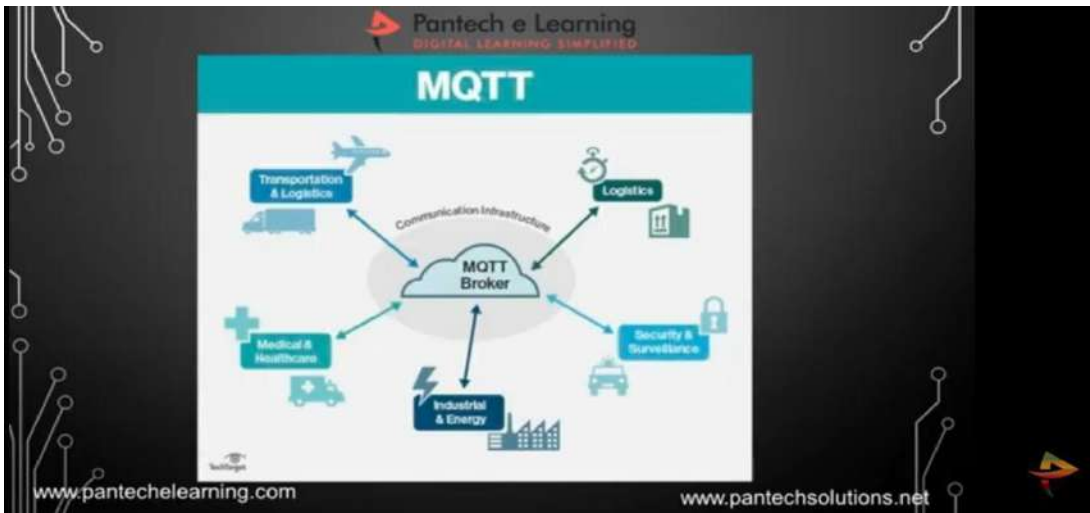 Pantech e Learning
DIGITAL LEARNING SIMPLIFIED
MQTT
Transportation
& Logistics
Logistics
Communication Infrastructure
MQTT
Broker
Medical &
Healthcare
Security &
Surveillance
Industrial
& Energy
TechTarget
www.pantechelearning.com
www.pantechsolutions.net